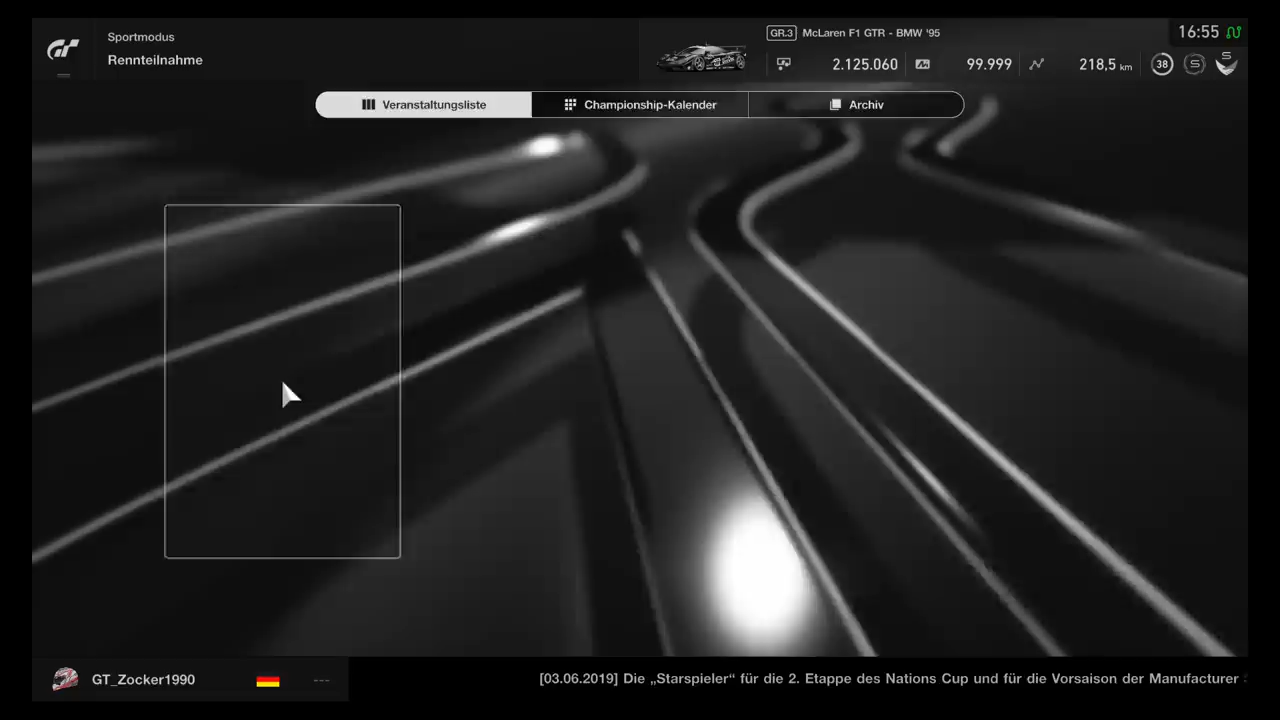 Sportmodus
Rennteilnahme
GR.3 McLaren F1 GTR - BMW '95
2.125.060 99.999 218,5 km 38 S S
16:55
Veranstaltungsliste Championship-Kalender Archiv
GT_Zocker1990 ---
[03.06.2019] Die „Starspieler“ für die 2. Etappe des Nations Cup und für die Vorsaison der Manufacturer